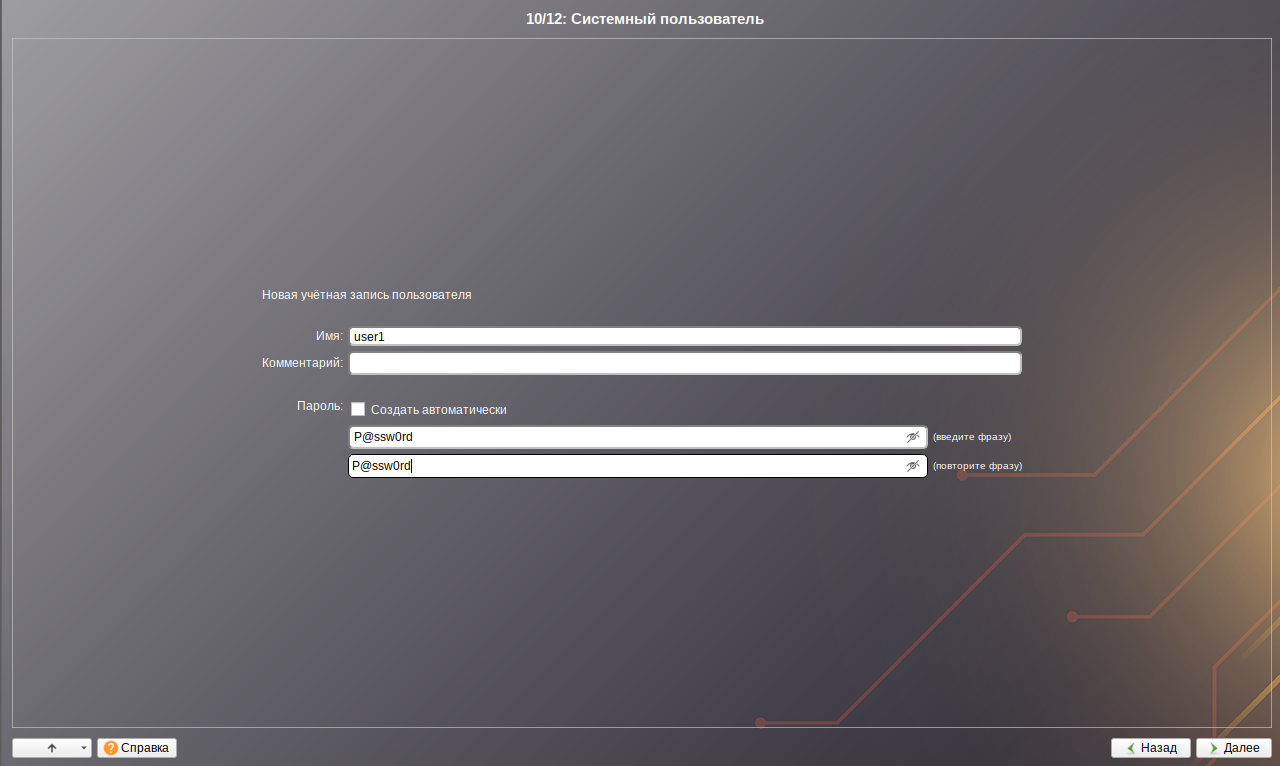 10/12: Системный пользователь
Новая учётная запись пользователя
Имя: user1
Комментарий:
Пароль: Создать автоматически
P@ssw0rd (введите фразу)
P@ssw0rd (повторите фразу)
Справка Назад Далее